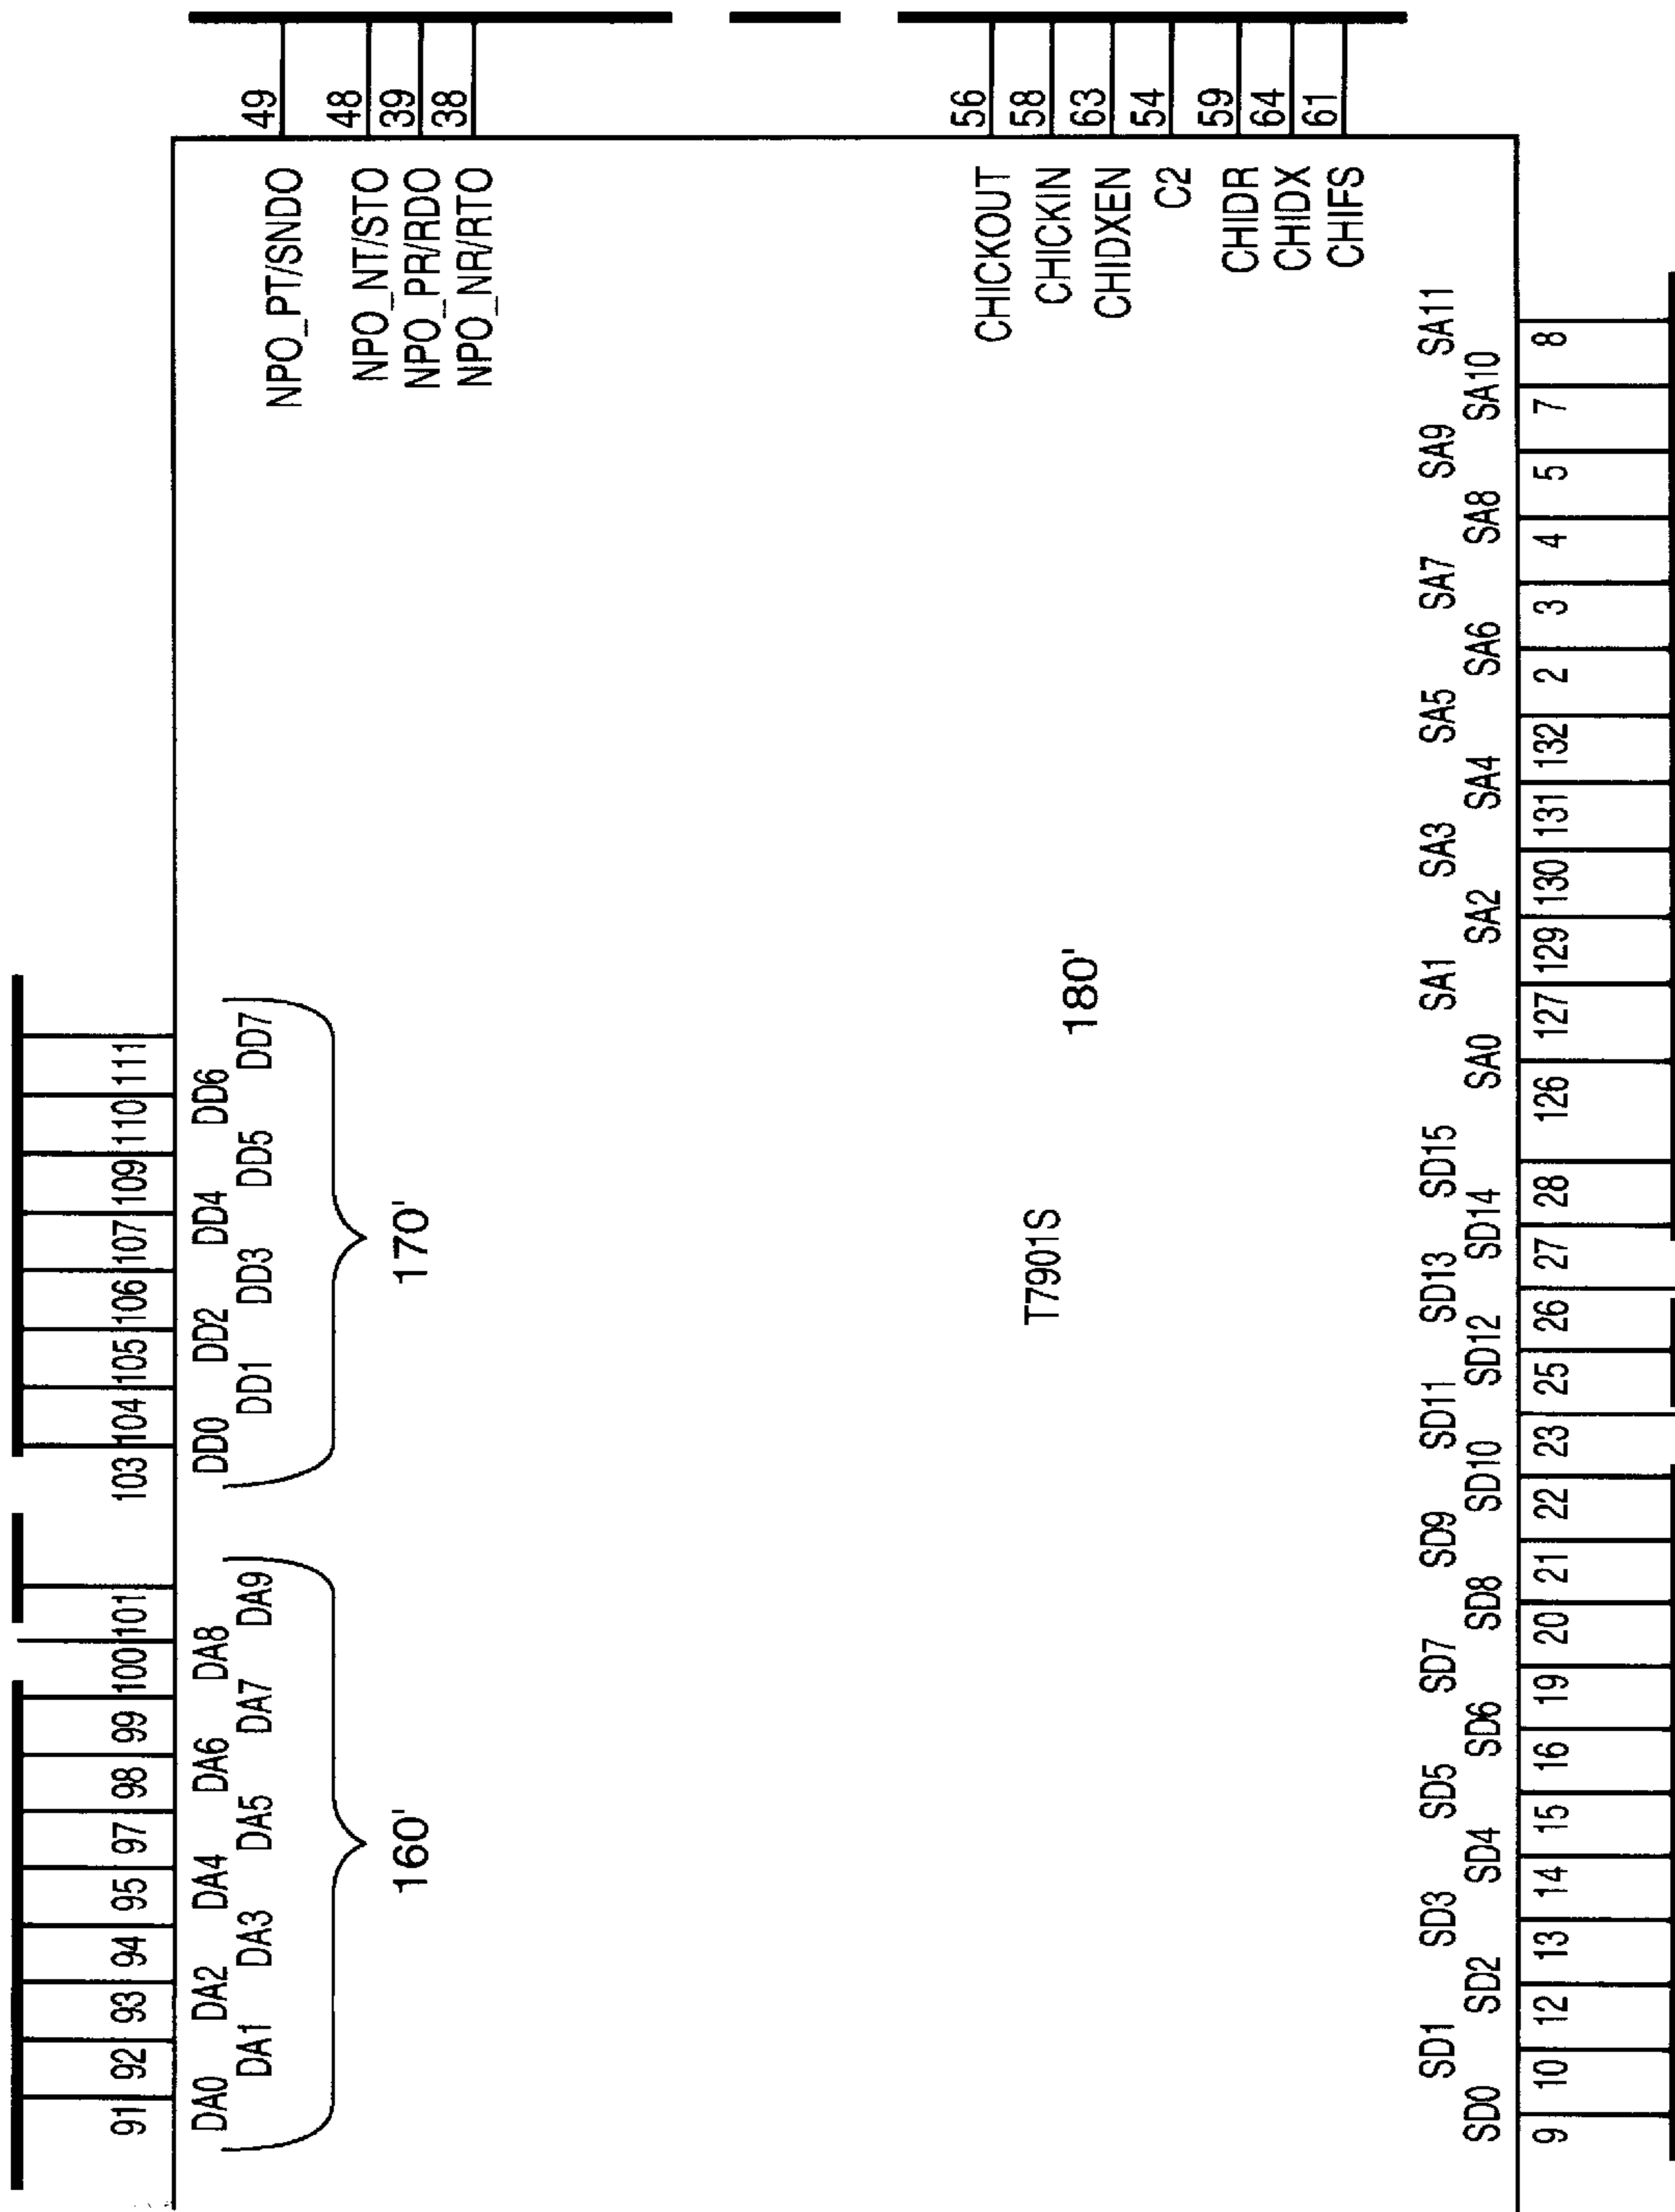 49
48
39
38
56
58
63
54
59
64
61
NPO_PT/SNDO
NPO_NT/STO
NPO_PR/RDO
NPO_NR/RTO
CHICKOUT
CHICKIN
CHIDXEN
C2
CHIDR
CHIDX
CHIFS
91 92 93 94 95 97 98 99 100 101 103 104 105 106 107 109 110 111
DA0 DA2 DA4 DA6 DA8 DD0 DD2 DD4 DD6
DA1 DA3 DA5 DA7 DA9 DD1 DD3 DD5 DD7
160' 170'
T7901S
180'
SD1 SD3 SD5 SD7 SD9 SD11 SD13 SD15 SA1 SA3 SA5 SA7 SA9 SA11
SD0 SD2 SD4 SD6 SD8 SD10 SD12 SD14 SA0 SA2 SA4 SA6 SA8 SA10
9 10 12 13 14 15 16 19 20 21 22 23 25 26 27 28 126 127 129 130 131 132 2 3 4 5 7 8